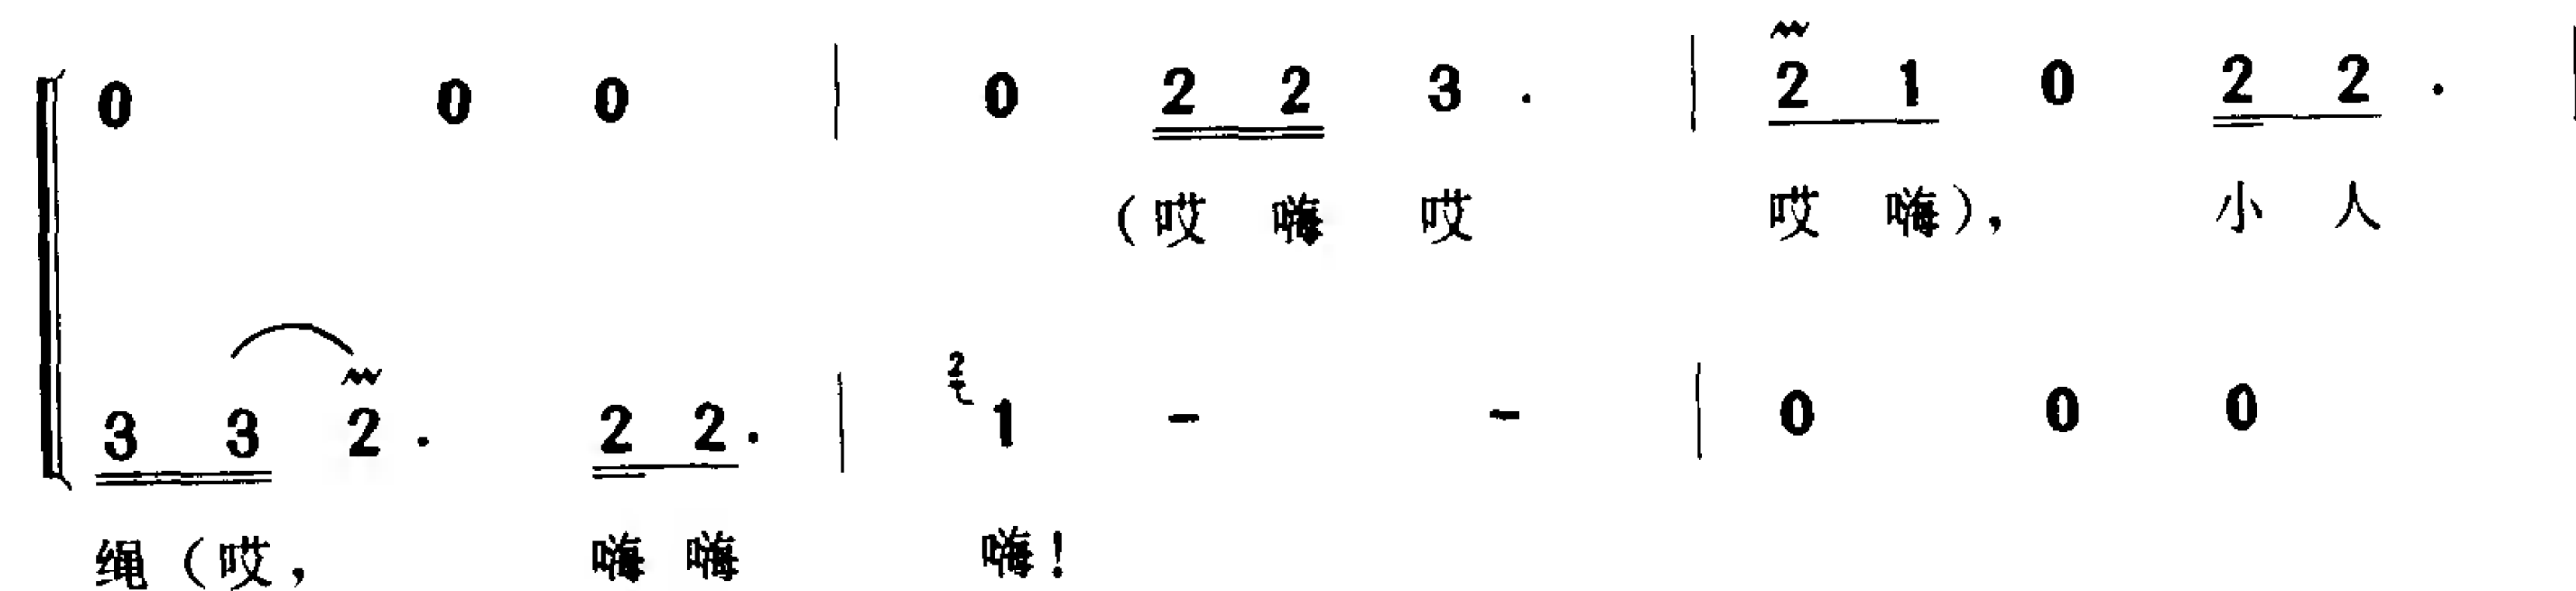 0 0 0 | 0 2 2 3 . | 2 1 0 2 2 . |
（哎 嗨 哎 哎 嗨）， 小 人
3 3 2 . 2 2 . | 2 1 - - | 0 0 0
绳（哎， 嗨 嗨 嗨！